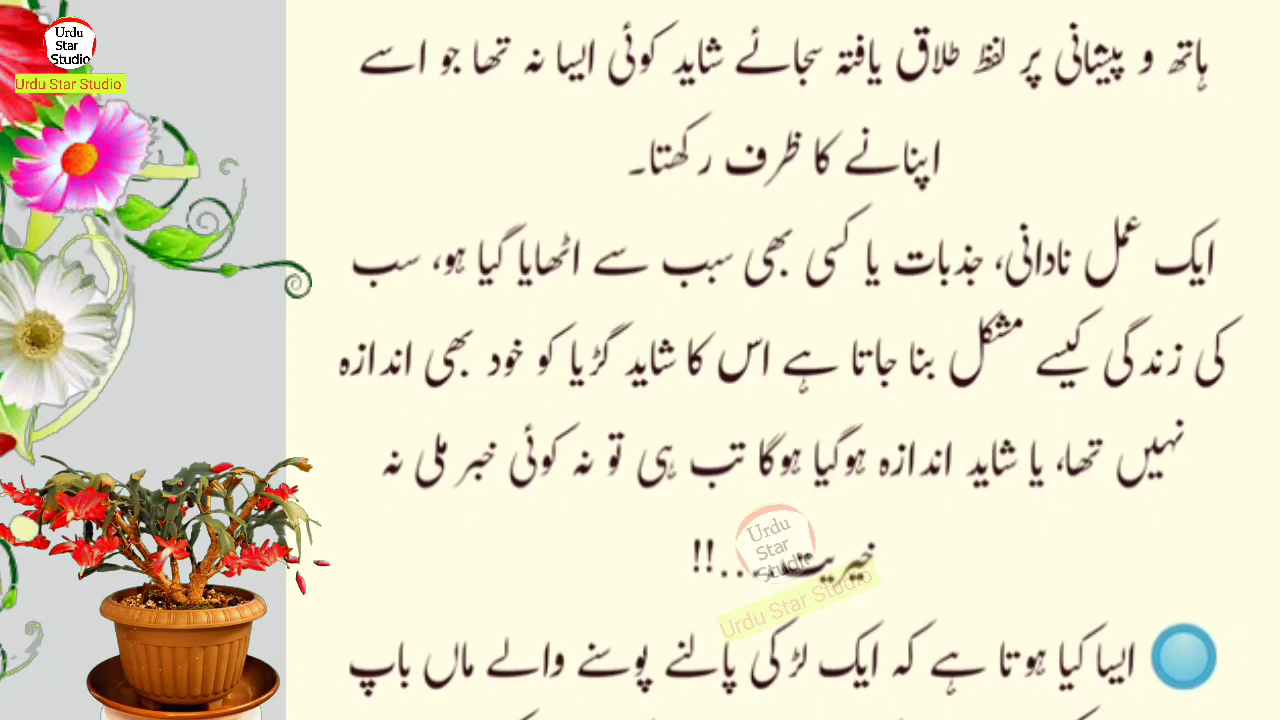 Urdu
Star
Studio
Urdu Star Studio
ہاتھ و پیشانی پر لفظ طلاق یافتہ سجائے شاید کوئی ایسا نہ تھا جو اسے
اپنانے کا ظرف رکھتا۔
ایک عمل نادانی، جذبات یا کسی بھی سبب سے اٹھایا گیا ہو، سب
کی زندگی کیسے مشکل بنا جاتا ہے اس کا شاید گڑیا کو خود بھی اندازہ
نہیں تھا، یا شاید اندازہ ہوگیا ہوگا تب ہی تو نہ کوئی خبر ملی نہ
خیریت.....!!
Urdu
Star
Studio
Urdu Star Studio
ایسا کیا ہوتا ہے کہ ایک لڑکی پالنے پوسنے والے ماں باپ